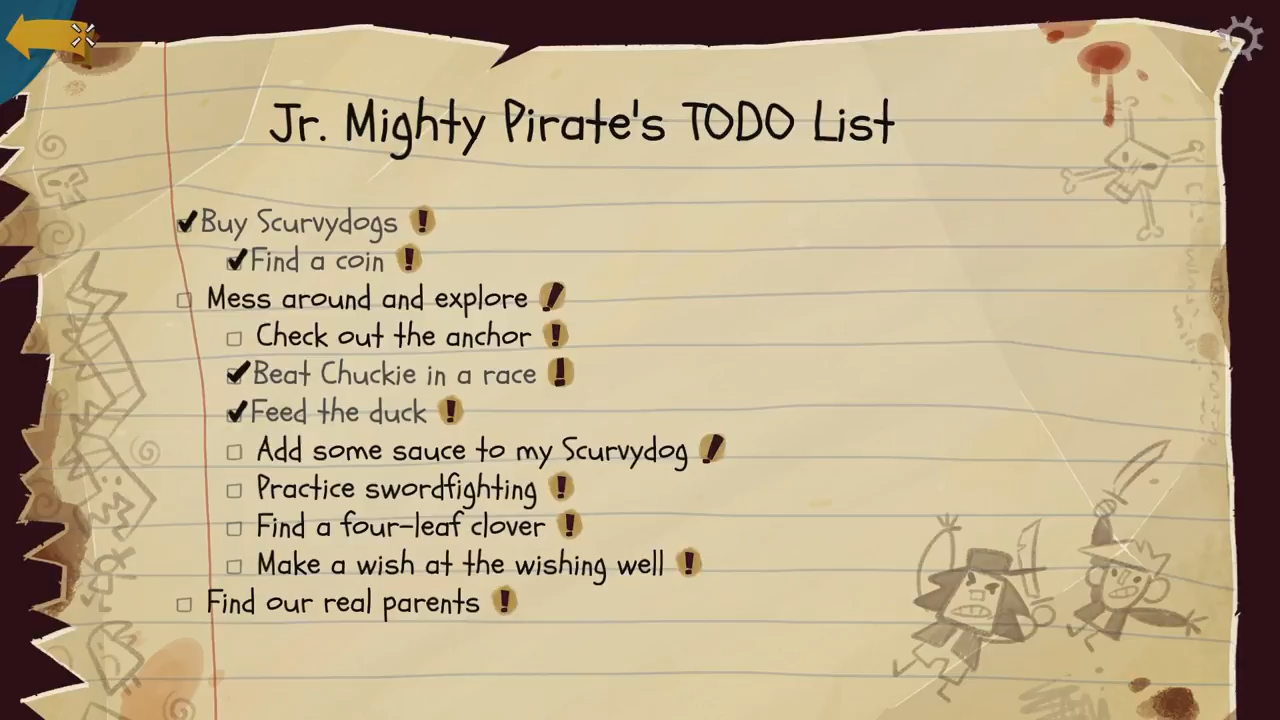 Jr. Mighty Pirate's TODO List
Buy Scurvydogs !
Find a coin !
Mess around and explore !
Check out the anchor !
Beat Chuckie in a race !
Feed the duck !
Add some sauce to my Scurvydog !
Practice swordfighting !
Find a four-leaf clover !
Make a wish at the wishing well !
Find our real parents !